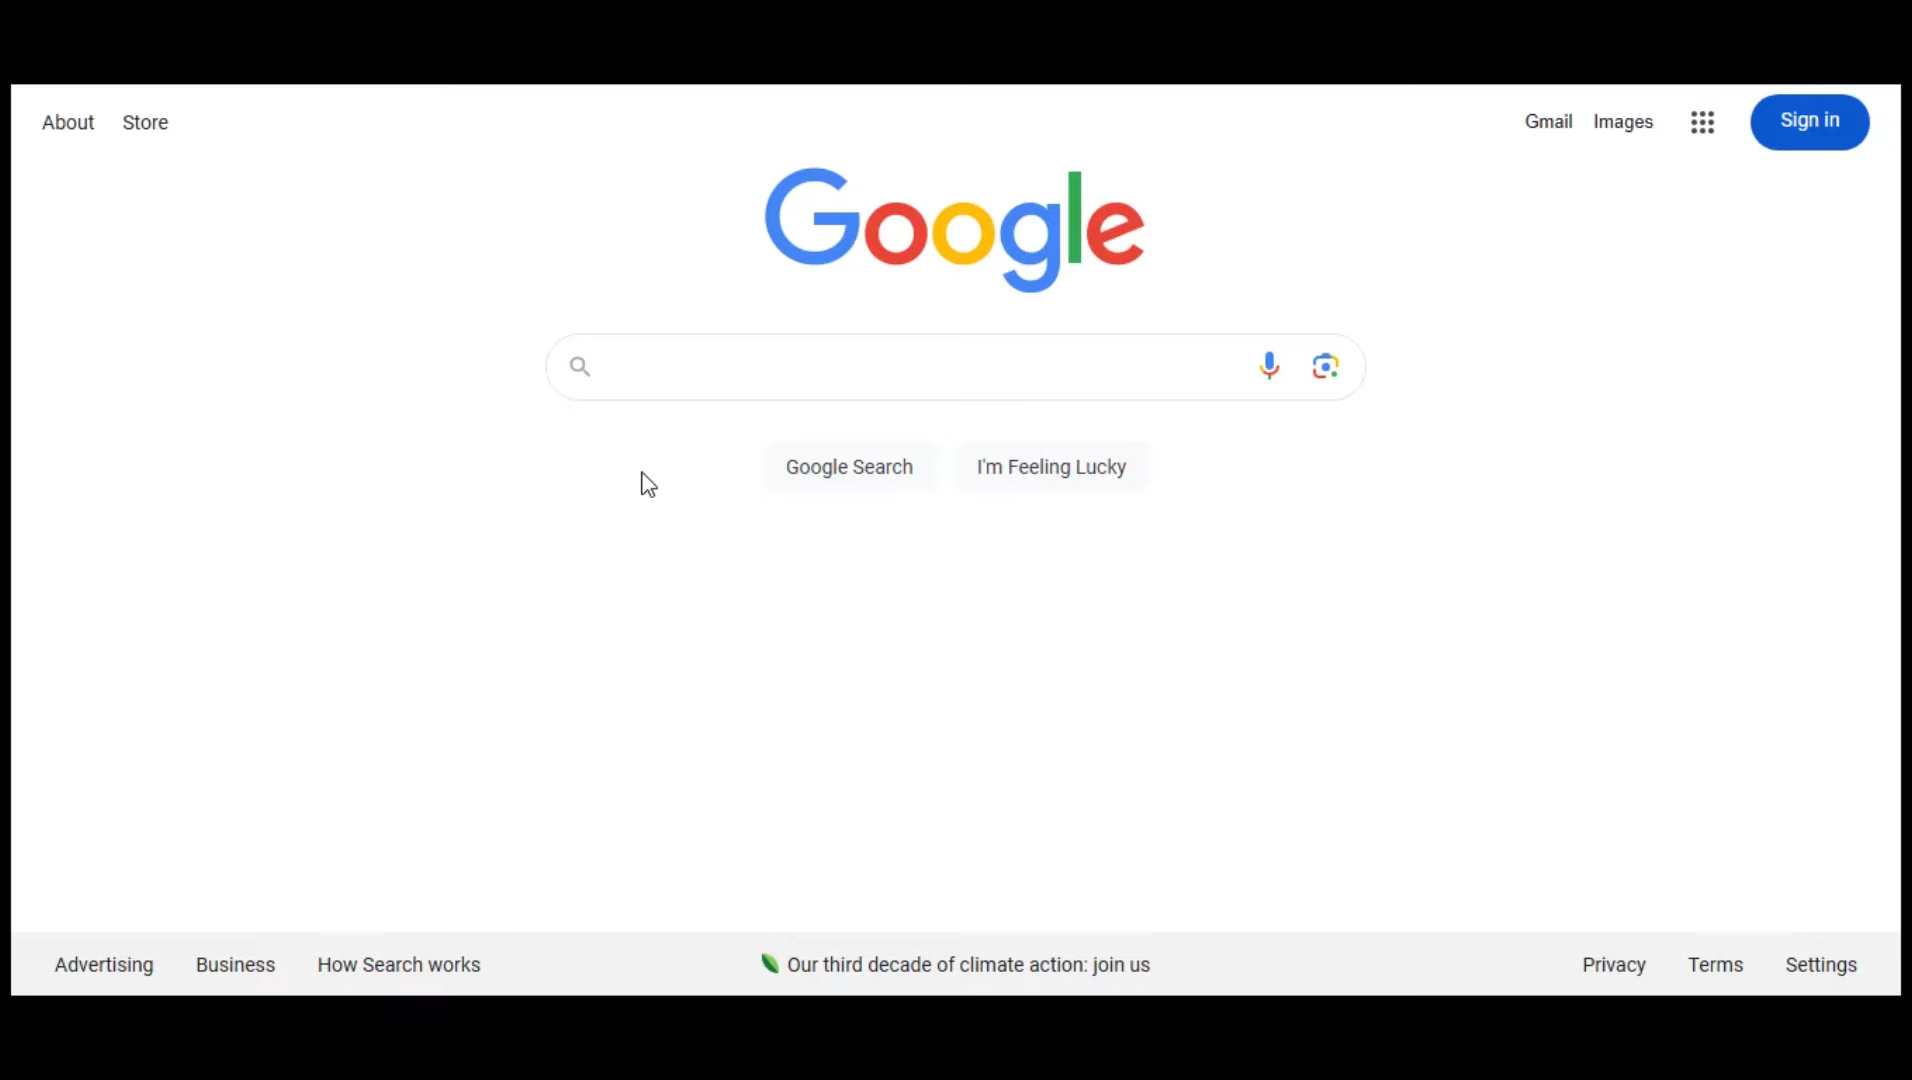 About Store Gmail Images Sign in
Google
Google Search I'm Feeling Lucky
Advertising Business How Search works Our third decade of climate action: join us Privacy Terms Settings